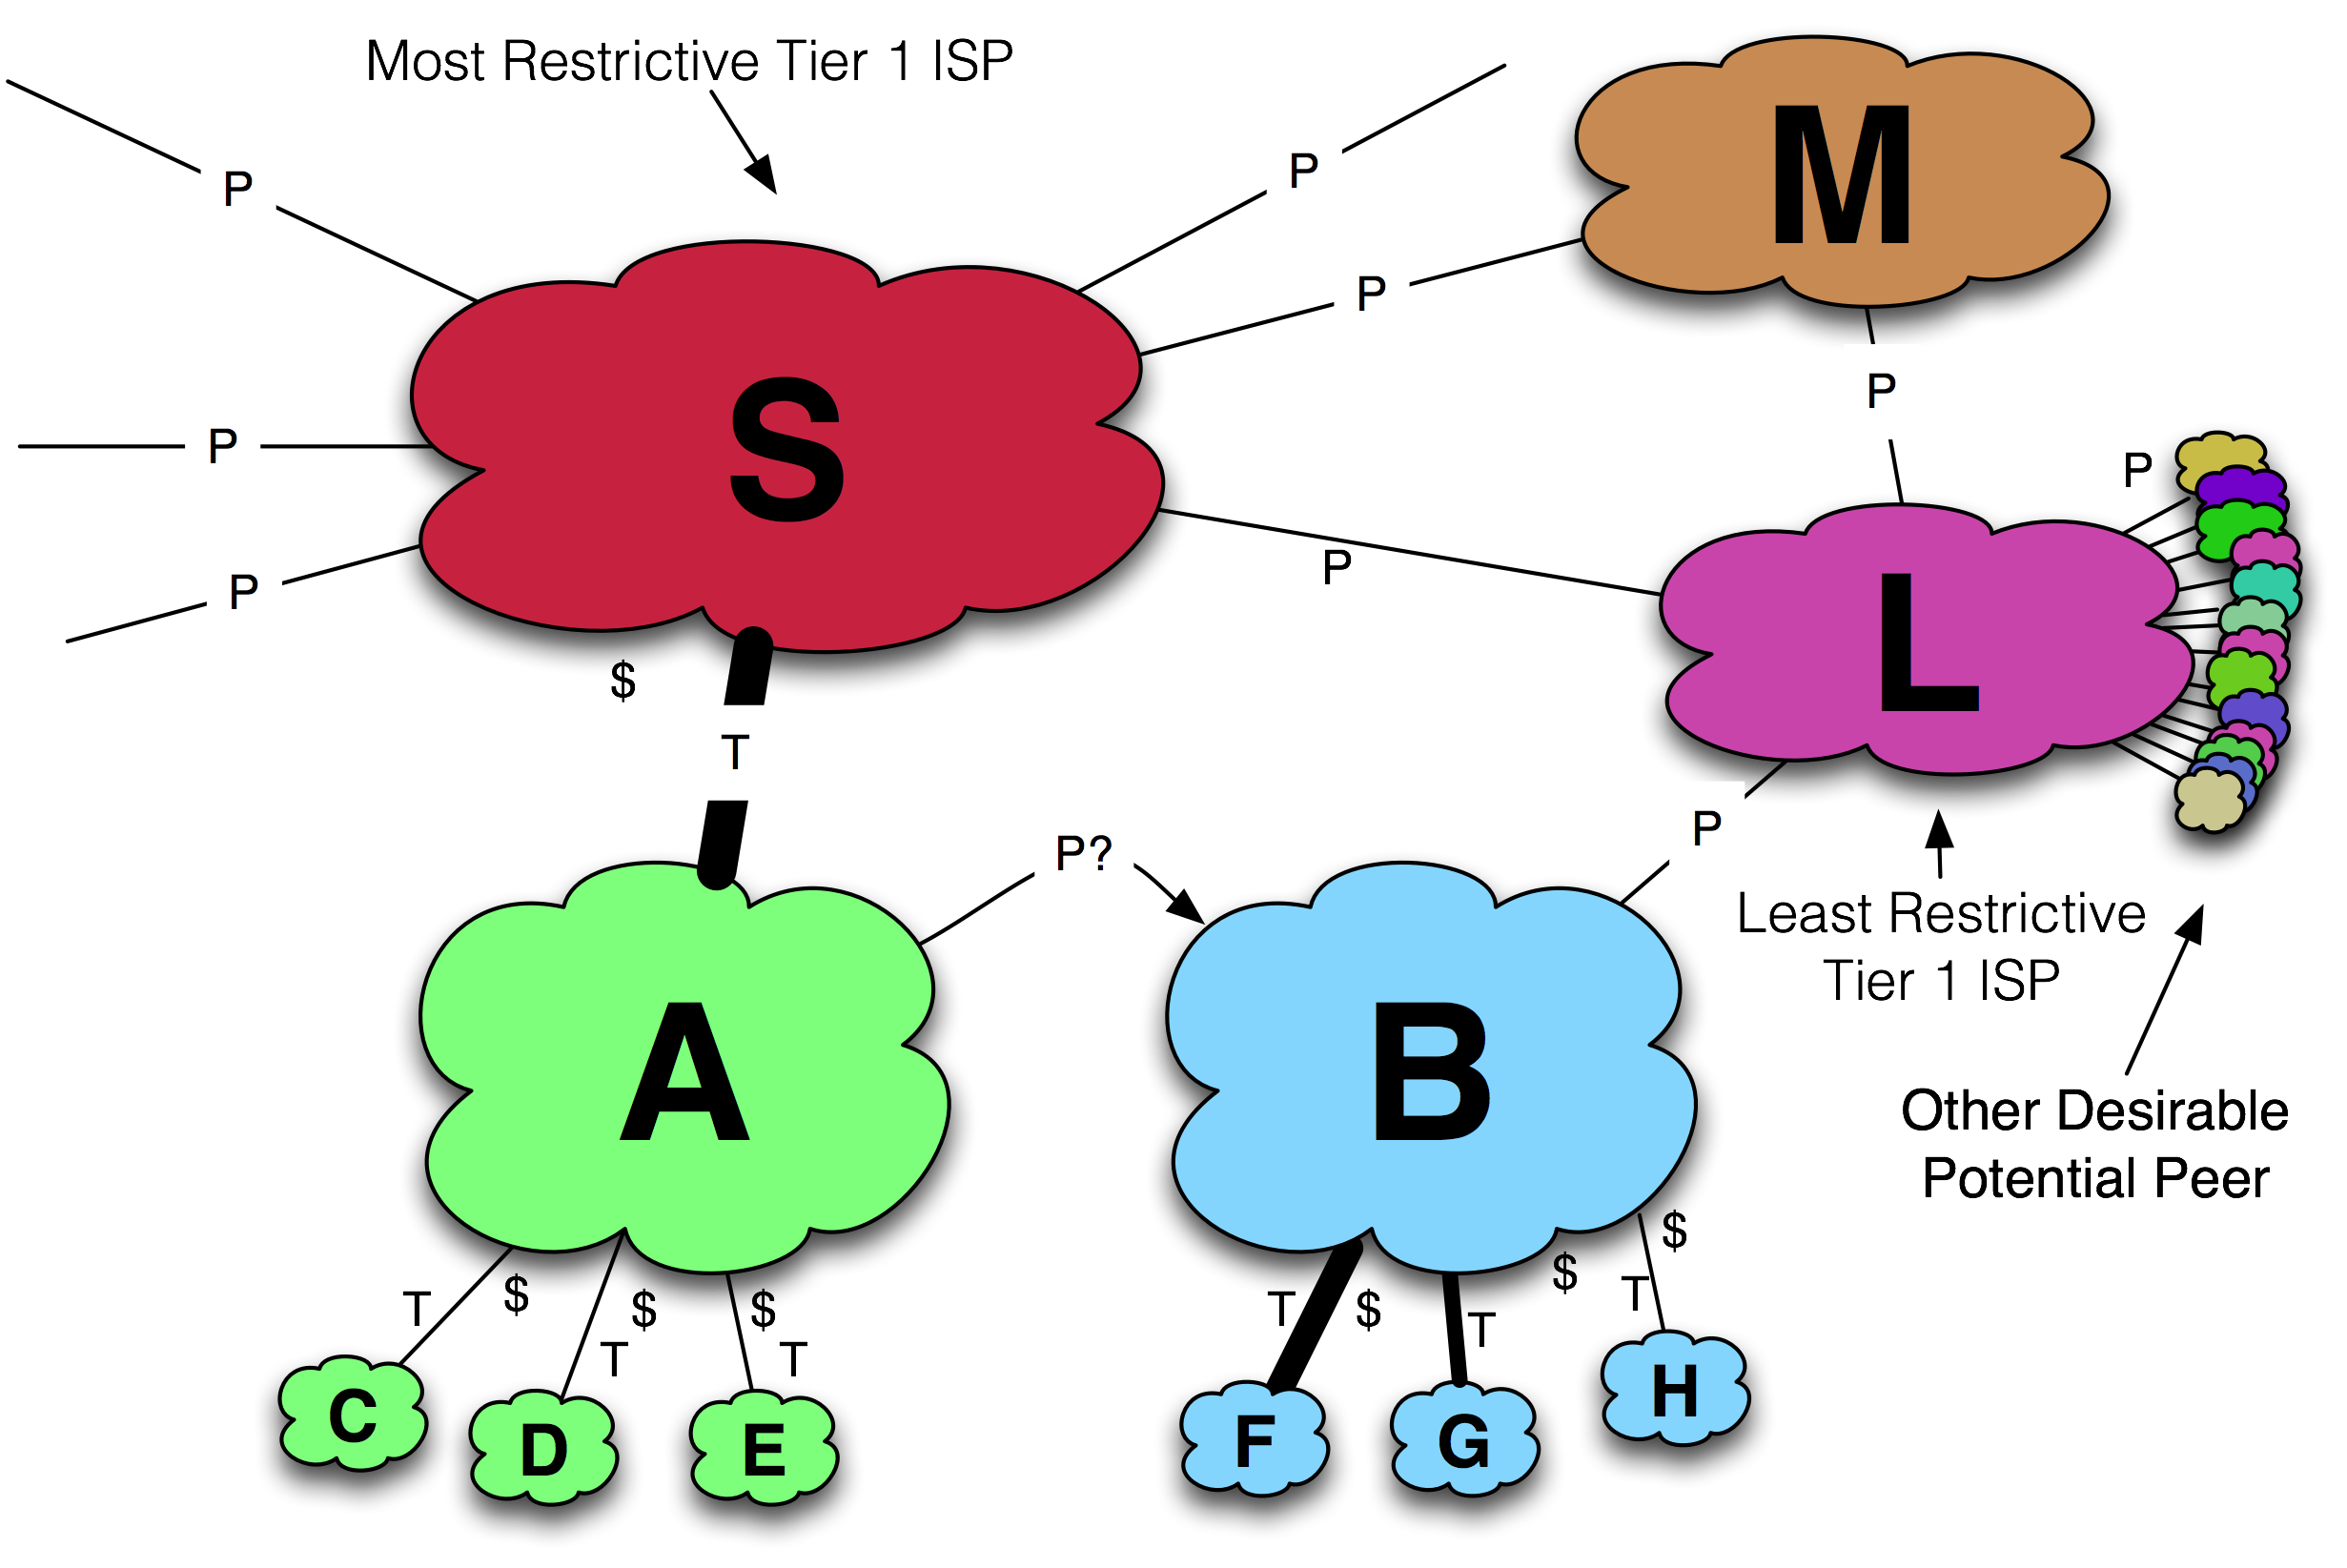 Most Restrictive Tier 1 ISP
P
P
M
P
P
S
P
P
P
P
L
$
T
P?
P
Least Restrictive
Tier 1 ISP
A
B
Other Desirable
Potential Peer
T
$
$
T
$
T
T
$
T
$
T
$
C
D
E
F
G
H